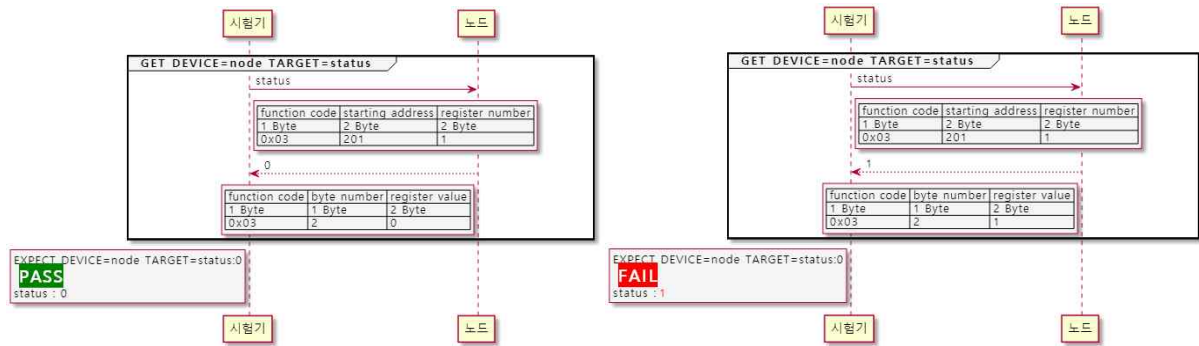 시험기 노드
GET DEVICE=node TARGET=status
status
function code starting address register number
1 Byte 2 Byte 2 Byte
0x03 201 1
0
function code byte number register value
1 Byte 1 Byte 2 Byte
0x03 2 0
EXPECT DEVICE=node TARGET=status:0
PASS
status : 0
시험기 노드
시험기 노드
GET DEVICE=node TARGET=status
status
function code starting address register number
1 Byte 2 Byte 2 Byte
0x03 201 1
1
function code byte number register value
1 Byte 1 Byte 2 Byte
0x03 2 1
EXPECT DEVICE=node TARGET=status:0
FAIL
status : 1
시험기 노드